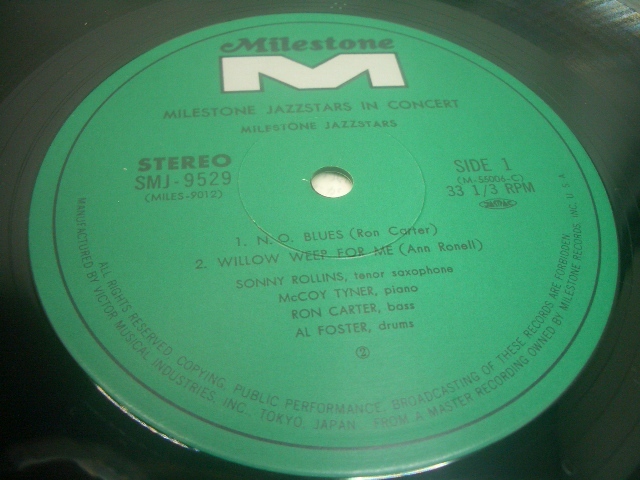 Milestone
M
MILESTONE JAZZSTARS IN CONCERT
MILESTONE JAZZSTARS
STEREO
SMJ-9529
(MILES-9012)
SIDE 1
(M-55006-C)
33 1/3 RPM
1. N. O. BLUES (Ron Carter)
2. WILLOW WEEP FOR ME (Ann Ronell)
SONNY ROLLINS, tenor saxophone
McCOY TYNER, piano
RON CARTER, bass
AL FOSTER, drums
②
ALL RIGHTS RESERVED. COPYING, PUBLIC PERFORMANCE, BROADCASTING OF THESE RECORDS ARE FORBIDDEN
MANUFACTURED BY VICTOR MUSICAL INDUSTRIES, INC. TOKYO, JAPAN. FROM A MASTER RECORDING OWNED BY MILESTONE RECORDS, INC. U.S.A